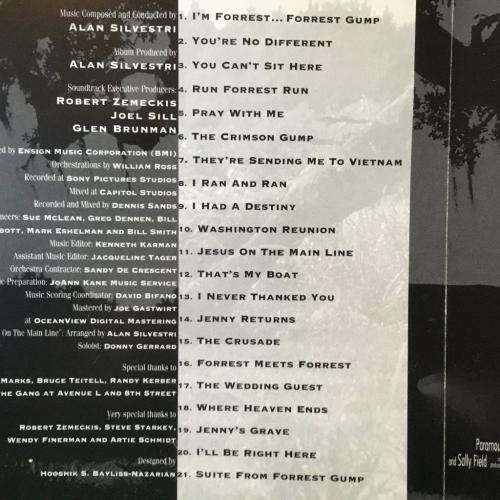 Music Composed and Conducted by
ALAN SILVESTRI
Album Produced by
ALAN SILVESTRI
Soundtrack Executive Producers:
ROBERT ZEMECKIS
JOEL SILL
GLEN BRUNMAN
ed by ENSIGN MUSIC CORPORATION (BMI)
Orchestrations by WILLIAM ROSS
Recorded at SONY PICTURES STUDIOS
Mixed at CAPITOL STUDIOS
Recorded and Mixed by DENNIS SANDS
neers: SUE MCLEAN, GREG DENNEN, BILL
BOTT, MARK ESHELMAN AND BILL SMITH
Music Editor: KENNETH KARMAN
Assistant Music Editor: JACQUELINE TAGER
Orchestra Contractor: SANDY DE CRESCENT
c Preparation: JOANN KANE MUSIC SERVICE
Music Scoring Coordinator: DAVID BIFANO
Mastered by JOE GASTWIRT
at OCEANVIEW DIGITAL MASTERING
On The Main Line": Arranged by ALAN SILVESTRI
Soloist: DONNY GERRARD
Special thanks to
MARKS, BRUCE TEITELL, RANDY KERBER
THE GANG AT AVENUE L AND 8TH STREET
Very special thanks to
ROBERT ZEMECKIS, STEVE STARKEY,
WENDY FINERMAN AND ARTIE SCHMIDT
Designed by
HOOSHIK S. BAYLISS-NAZARIAN
1. I'M FORREST... FORREST GUMP
2. YOU'RE NO DIFFERENT
3. YOU CAN'T SIT HERE
4. RUN FORREST RUN
5. PRAY WITH ME
6. THE CRIMSON GUMP
7. THEY'RE SENDING ME TO VIETNAM
8. I RAN AND RAN
9. I HAD A DESTINY
10. WASHINGTON REUNION
11. JESUS ON THE MAIN LINE
12. THAT'S MY BOAT
13. I NEVER THANKED YOU
14. JENNY RETURNS
15. THE CRUSADE
16. FORREST MEETS FORREST
17. THE WEDDING GUEST
18. WHERE HEAVEN ENDS
19. JENNY'S GRAVE
20. I'LL BE RIGHT HERE
21. SUITE FROM FORREST GUMP
Paramou
and Sally Field